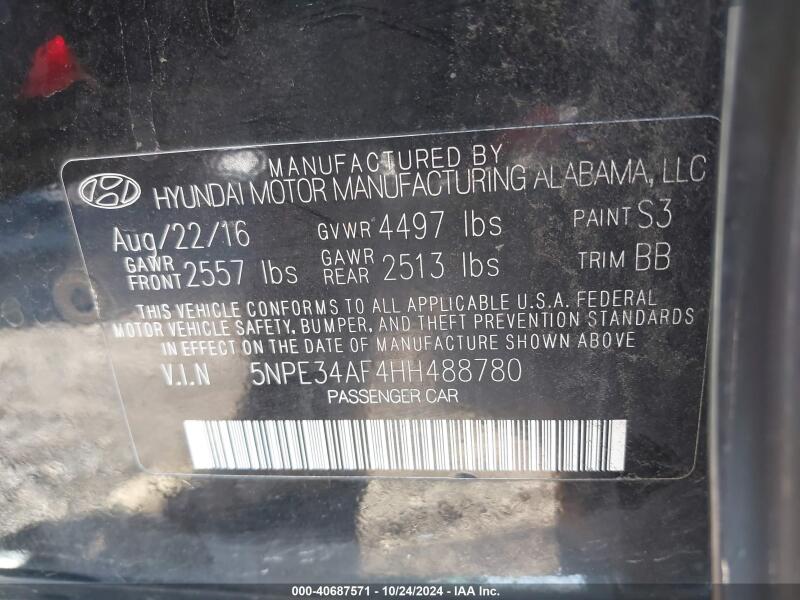 MANUFACTURED BY
HYUNDAI MOTOR MANUFACTURING ALABAMA, LLC
Aug/22/16 GVWR 4497 lbs PAINT S3
GAWR FRONT 2557 lbs GAWR REAR 2513 lbs TRIM BB
THIS VEHICLE CONFORMS TO ALL APPLICABLE U.S.A. FEDERAL
MOTOR VEHICLE SAFETY, BUMPER, AND THEFT PREVENTION STANDARDS
IN EFFECT ON THE DATE OF MANUFACTURE SHOWN ABOVE
V.I.N 5NPE34AF4HH488780
PASSENGER CAR
000-40687571 - 10/24/2024 - IAA Inc.